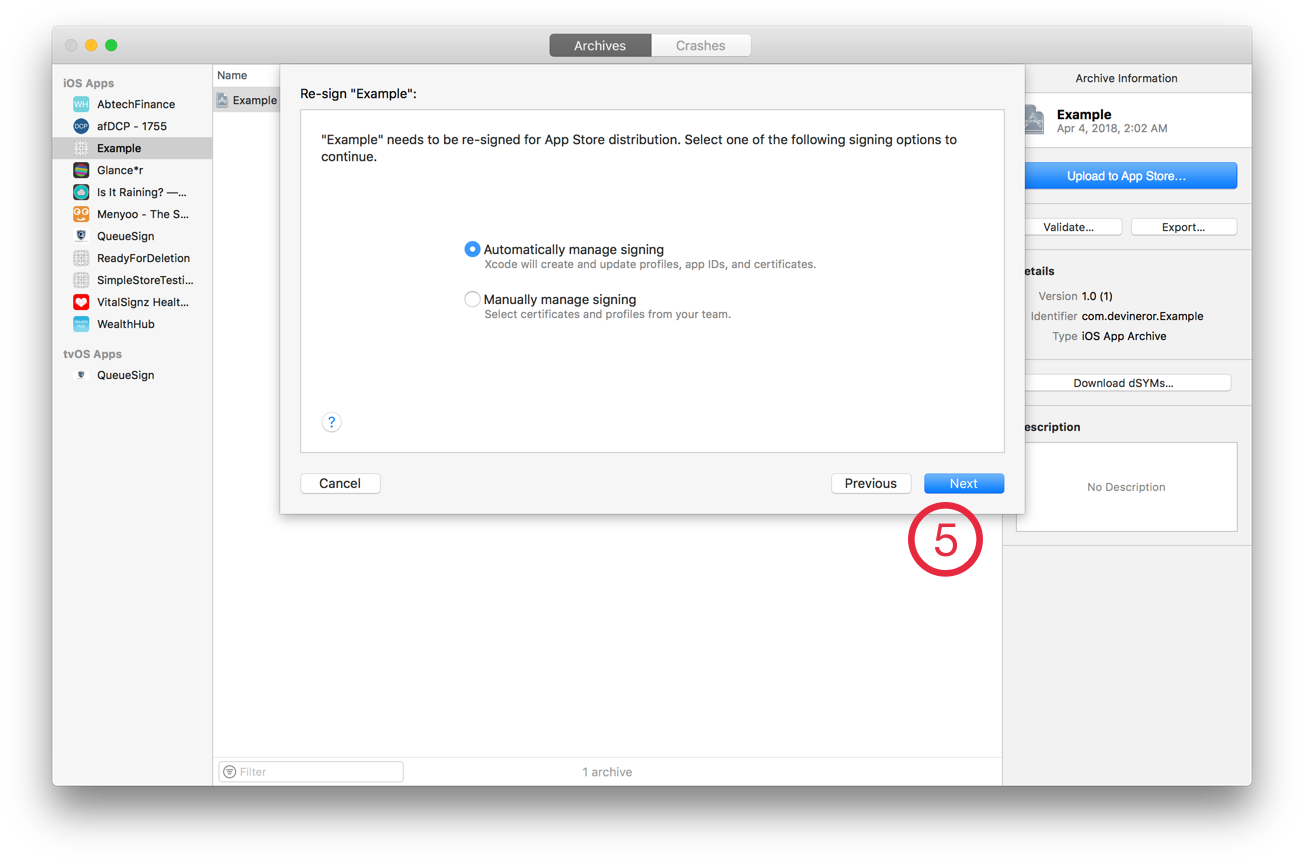 Archives
Crashes
iOS Apps
WH
AbtechFinance
DCP
afDCP - 1755
Example
Glance*r
Is It Raining? —...
Menyoo - The S...
QueueSign
ReadyForDeletion
SimpleStoreTesti...
VitalSignz Healt...
WealthHub
tvOS Apps
QueueSign
Name
Example
Re-sign "Example":
"Example" needs to be re-signed for App Store distribution. Select one of the following signing options to
continue.
Automatically manage signing
Xcode will create and update profiles, app IDs, and certificates.
Manually manage signing
Select certificates and profiles from your team.
?
Cancel
Previous
Next
5
Filter
1 archive
Archive Information
Example
Apr 4, 2018, 2:02 AM
Upload to App Store...
Validate...
Export...
etails
Version 1.0 (1)
Identifier com.devineror.Example
Type iOS App Archive
Download dSYMs...
escription
No Description